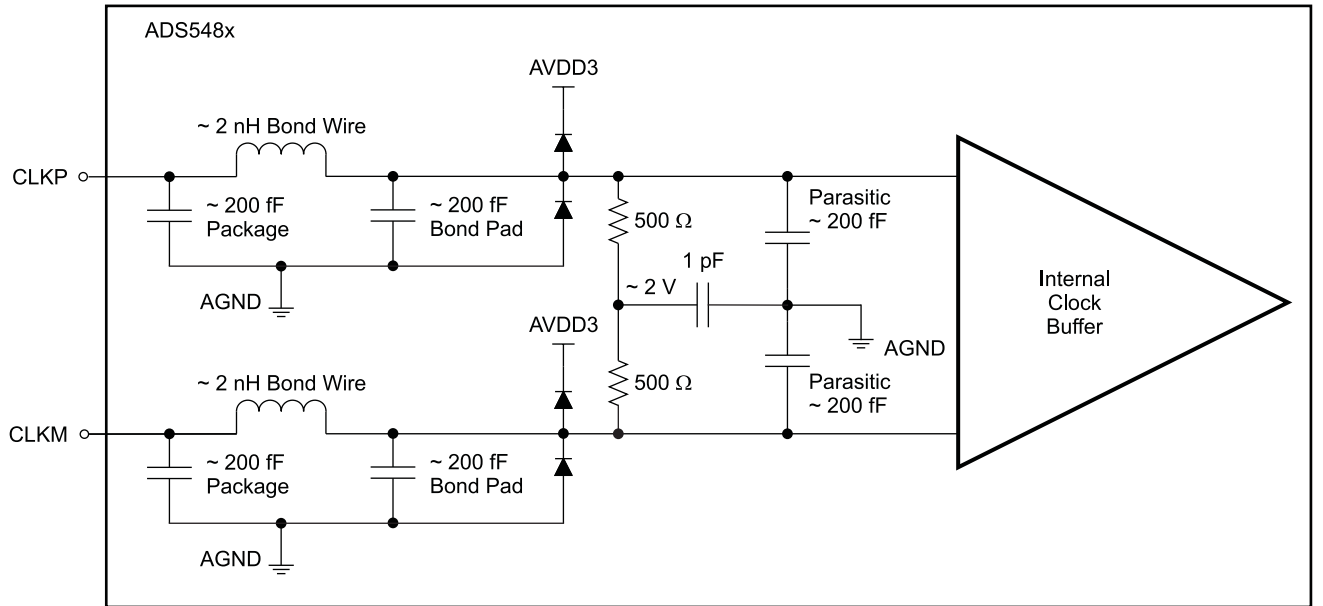 ADS548x
AVDD3
~ 2 nH Bond Wire
CLKP
~ 200 fF
Package
~ 200 fF
Bond Pad
500 Ω
Parasitic
~ 200 fF
1 pF
~ 2 V
AGND
AVDD3
AGND
Internal
Clock
Buffer
~ 2 nH Bond Wire
500 Ω
Parasitic
~ 200 fF
CLKM
~ 200 fF
Package
~ 200 fF
Bond Pad
AGND